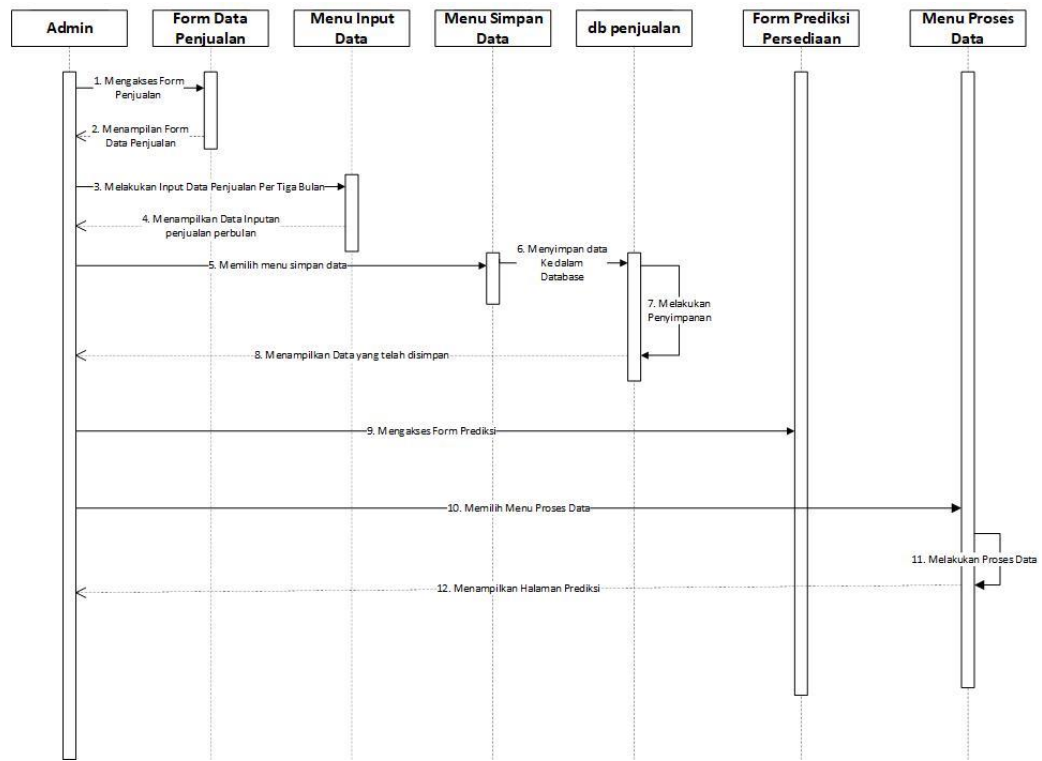 Admin
Form Data
Penjualan
Menu Input
Data
Menu Simpan
Data
db penjualan
Form Prediksi
Persediaan
Menu Proses
Data
1. Mengakses Form
Penjualan
2. Menampilan Form
Data Penjualan
3. Melakukan Input Data Penjualan Per Tiga Bulan
4. Menampilkan Data Inputan
penjualan perbulan
5. Memilih menu simpan data
6. Menyimpan data
Ke dalam
Database
7. Melakukan
Penyimpanan
8. Menampilkan Data yang telah disimpan
9. Mengakses Form Prediksi
10. Memilih Menu Proses Data
11. Melakukan Proses Data
12. Menampilkan Halaman Prediksi